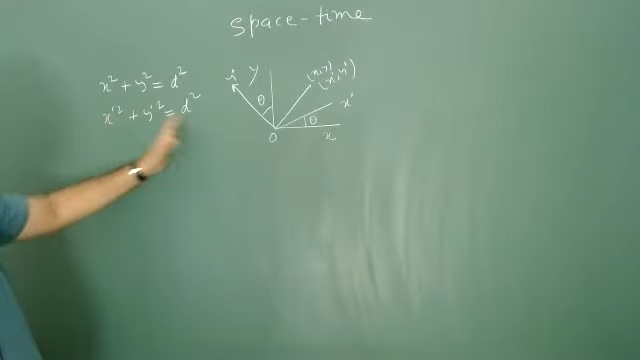 Space-time
x² + y² = d²
x'² + y'² = d²
y'
y
(x, y)
(x', y')
θ
x'
θ
O
x